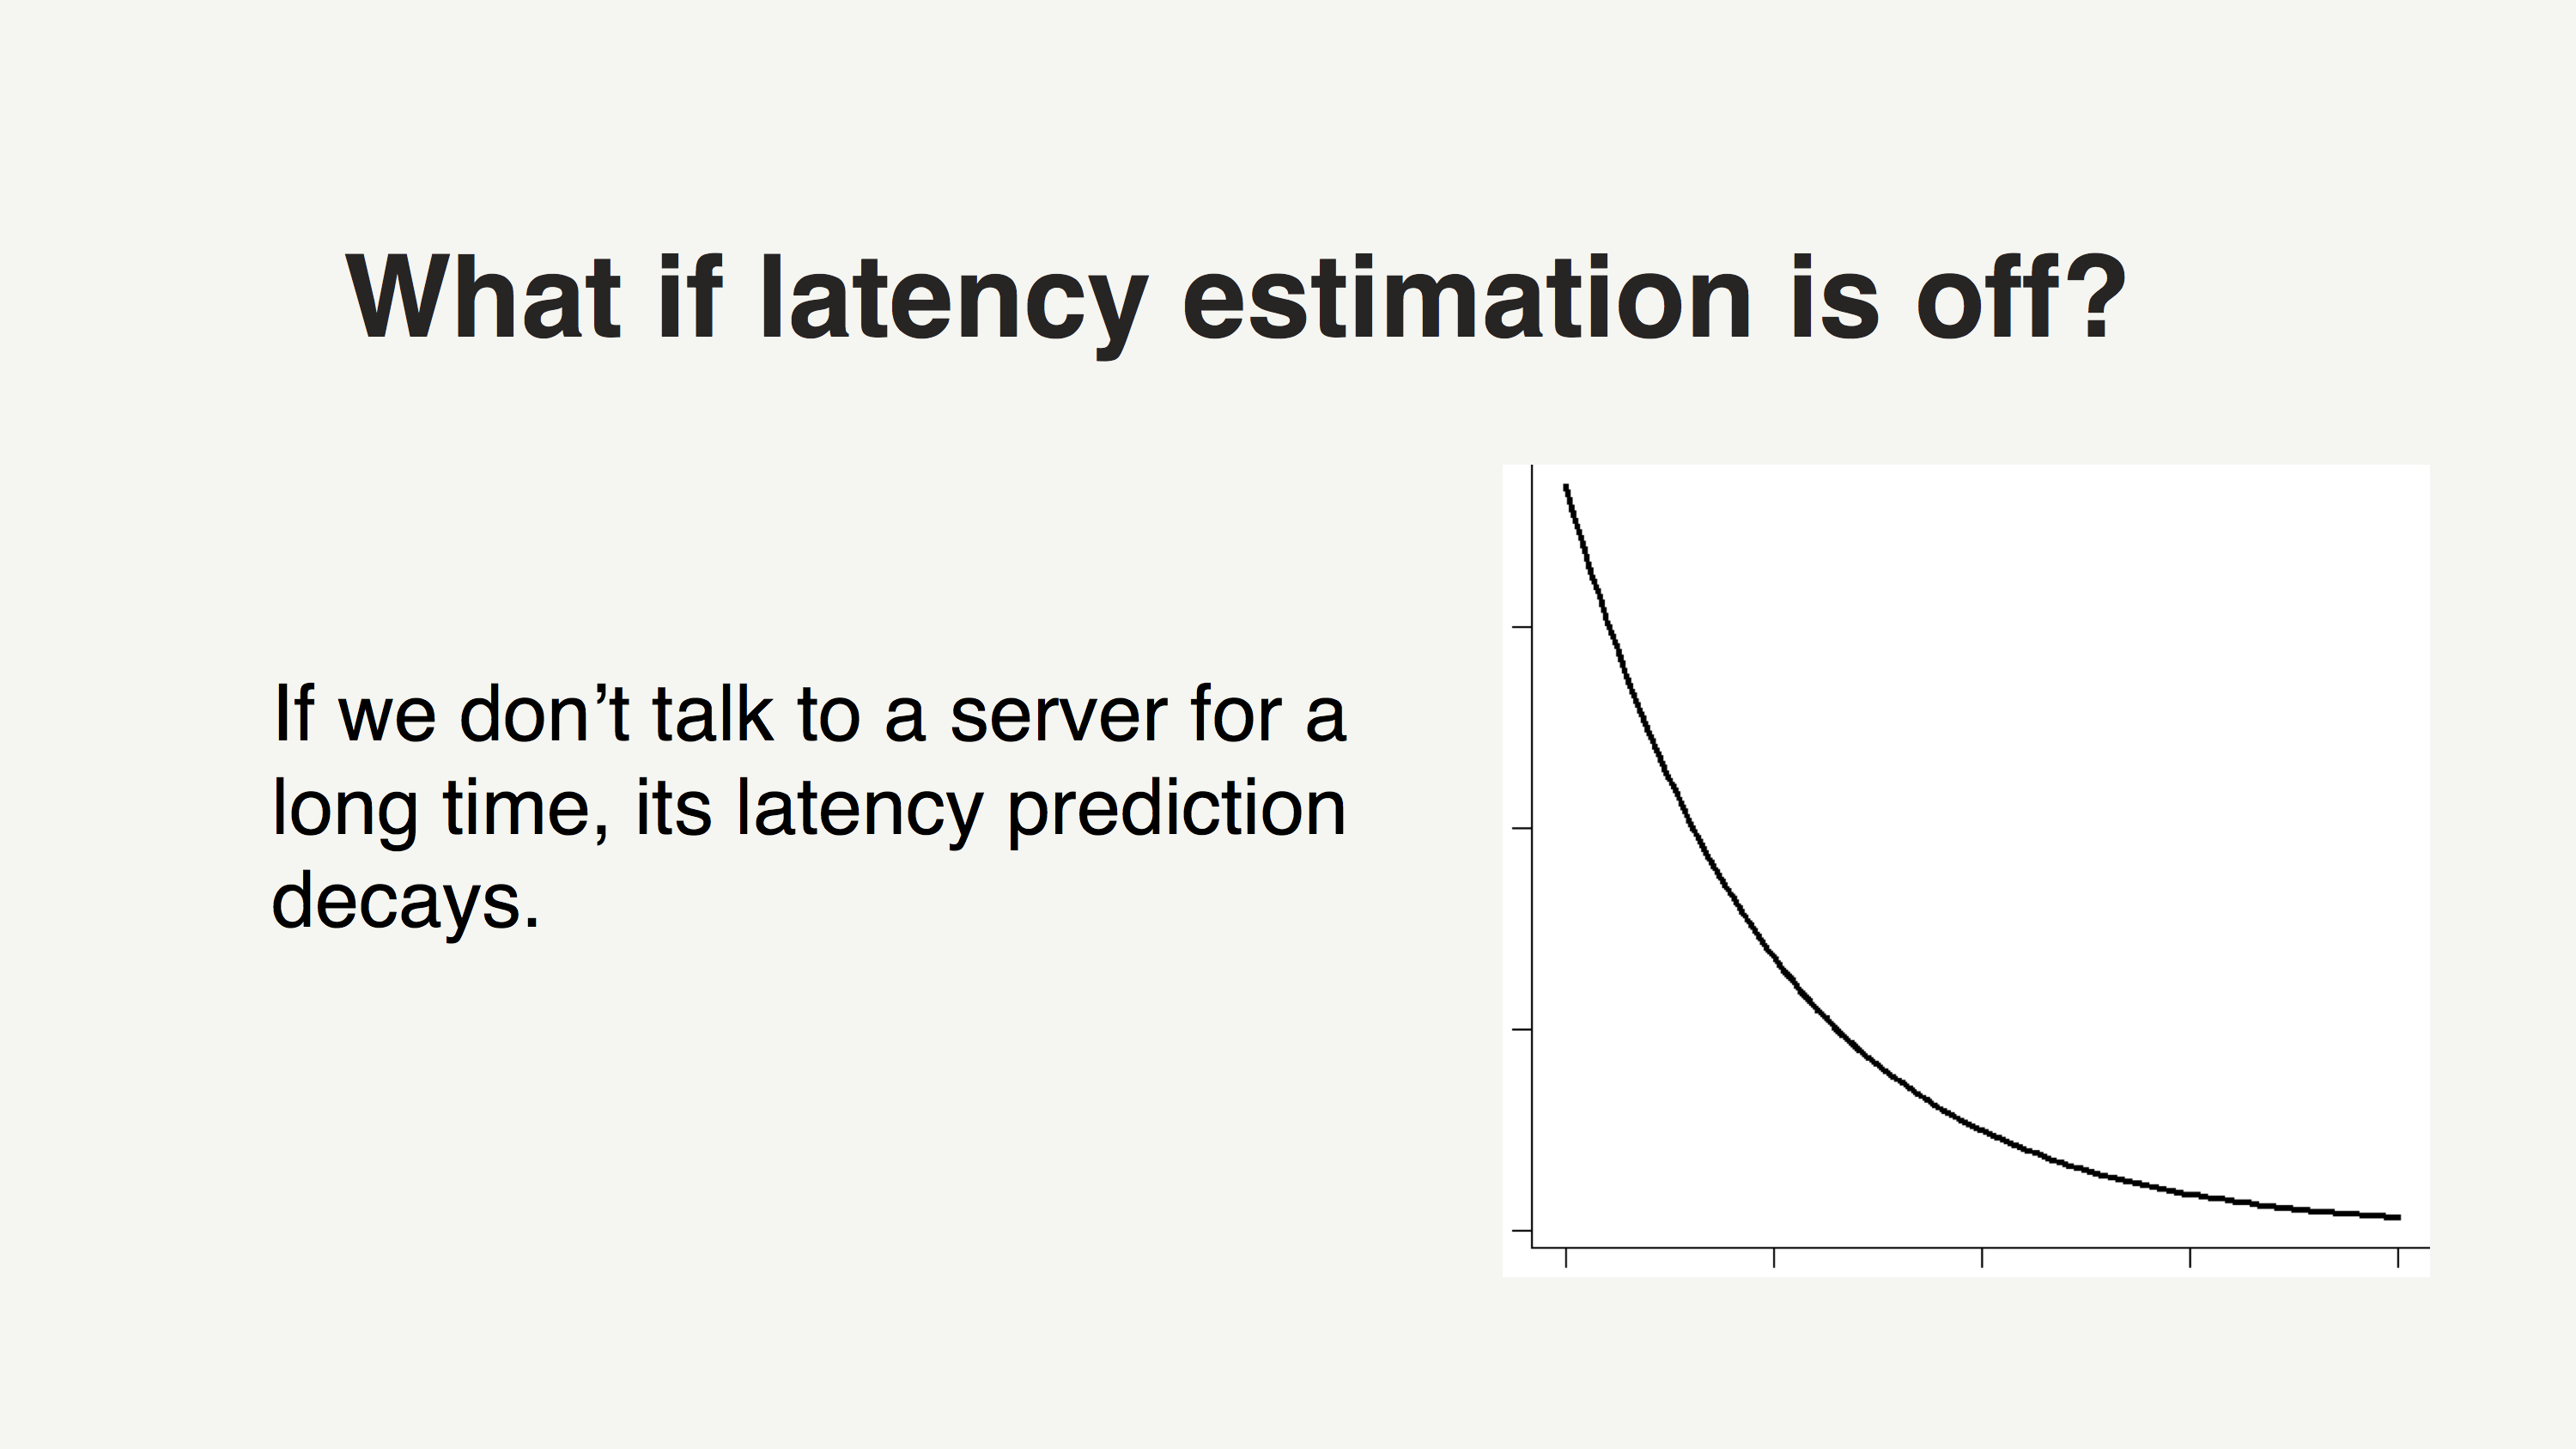 What if latency estimation is off?
If we don’t talk to a server for a
long time, its latency prediction
decays.